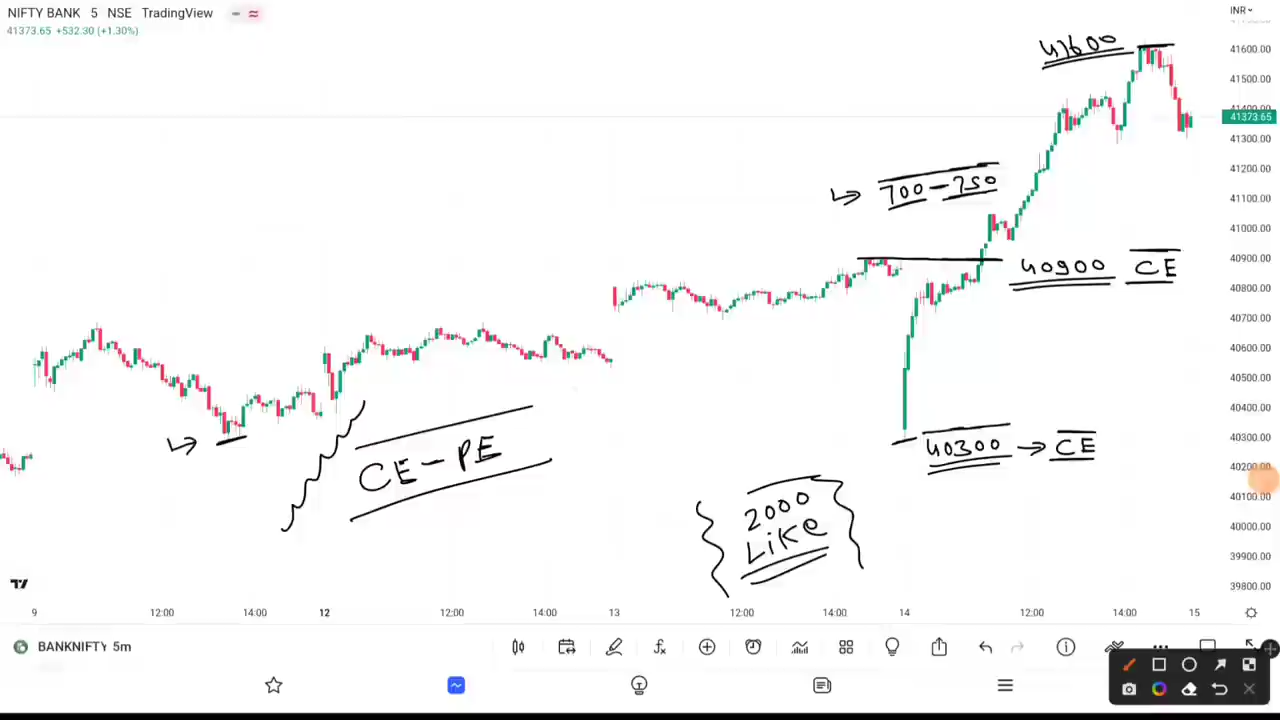 NIFTY BANK 5 NSE TradingView
41373.65 +532.30 (+1.30%)
INR
41600
41600.00
41500.00
41400.00
41373.65
41300.00
41200.00
700-750
41100.00
41000.00
40900.00
40900 CE
40800.00
40700.00
40600.00
40500.00
40400.00
40300.00
40300 → CE
CE-PE
40200.00
40100.00
2000
LIKE
40000.00
39900.00
39800.00
9 12:00 14:00 12 12:00 14:00 13 12:00 14:00 14 12:00 14:00 15
BANKNIFTY 5m